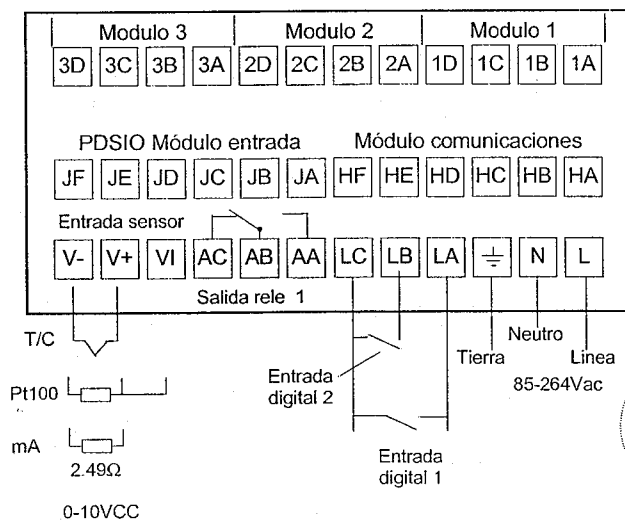 Modulo 3 Modulo 2 Modulo 1
3D 3C 3B 3A 2D 2C 2B 2A 1D 1C 1B 1A
PDSIO Módulo entrada Módulo comunicaciones
JF JE JD JC JB JA HF HE HD HC HB HA
Entrada sensor
V- V+ VI AC AB AA LC LB LA N L
Salida rele 1
T/C
Neutro
Tierra Linea
85-264Vac
Entrada
digital 2
Pt100
mA
2.49Ω
Entrada
digital 1
0-10VCC